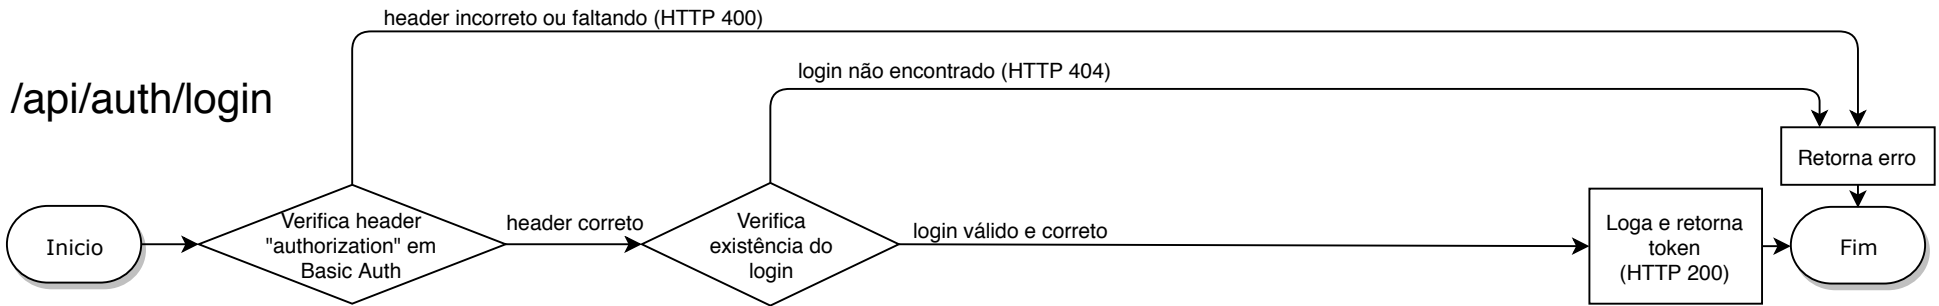 header incorreto ou faltando (HTTP 400)
login não encontrado (HTTP 404)
/api/auth/login
Retorna erro
Inicio
Verifica header
"authorization" em
Basic Auth
header correto
Verifica
existência do
login
login válido e correto
Loga e retorna
token
(HTTP 200)
Fim